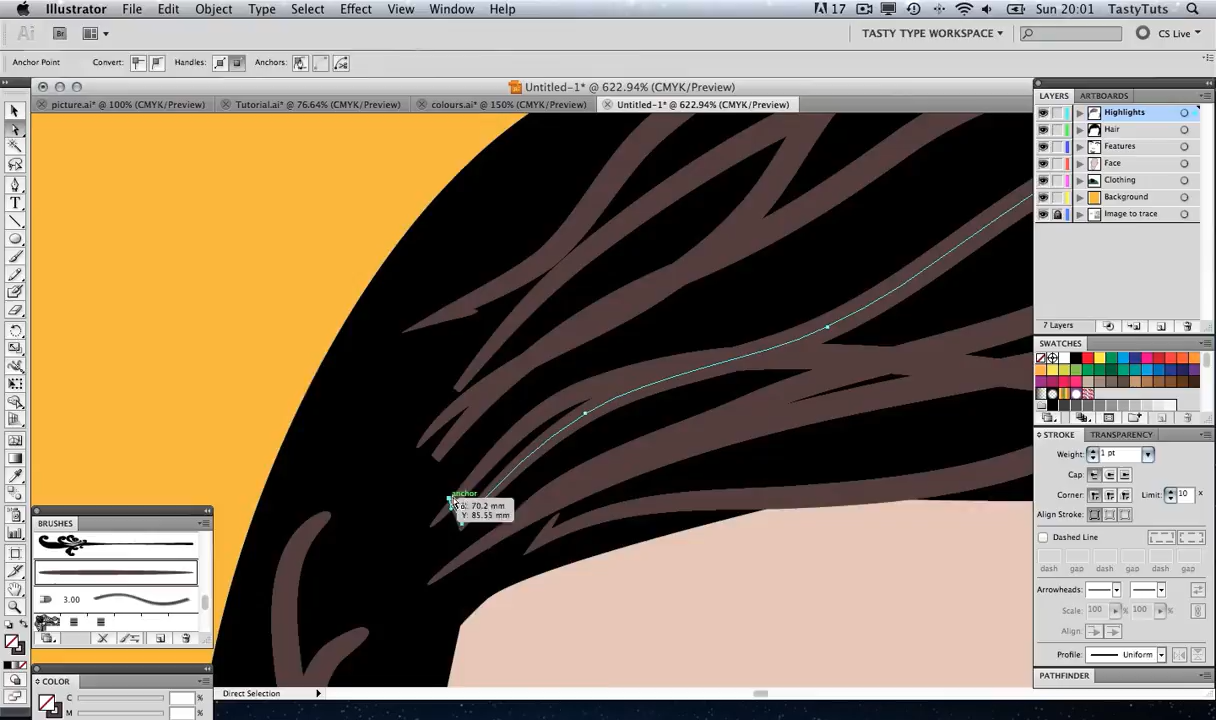 Illustrator File Edit Object Type Select Effect View Window Help 17 Sun 20:01 TastyTuts
Ai Br TASTY TYPE WORKSPACE CS Live
Anchor Point Convert: Handles: Anchors:
Untitled-1* @ 622.94% (CMYK/Preview)
picture.ai* @ 100% (CMYK/Preview) Tutorial.ai* @ 76.64% (CMYK/Preview) colours.ai* @ 150% (CMYK/Preview) Untitled-1* @ 622.94% (CMYK/Preview)
LAYERS ARTBOARDS
Highlights
Hair
Features
Face
Clothing
Background
Image to trace
7 Layers
SWATCHES
STROKE TRANSPARENCY
Weight: 1 pt
Cap:
Corner: Limit: 10 x
Align Stroke:
Dashed Line
dash gap dash gap dash gap
Arrowheads:
Scale: 100 % 100 %
Align:
Profile: Uniform
PATHFINDER
anchor
X: 70.2 mm
Y: 85.55 mm
BRUSHES
3.00
COLOR
C %
M %
Direct Selection